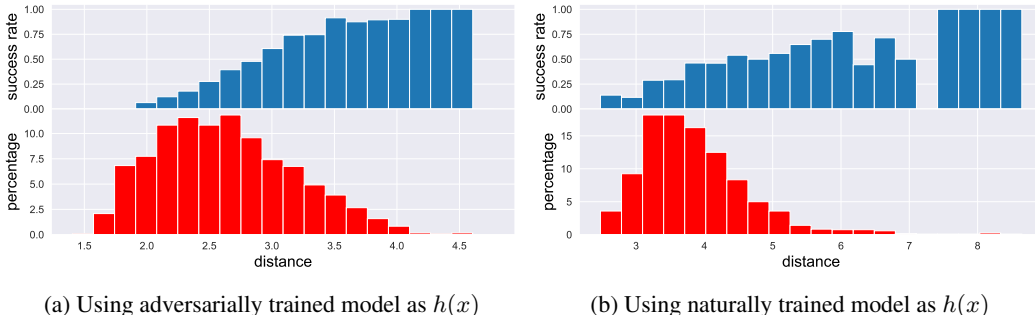 success rate
1.00
0.75
0.50
0.25
0.00
percentage
10.0
7.5
5.0
2.5
0.0
1.5 2.0 2.5 3.0 3.5 4.0 4.5
distance
(a) Using adversarially trained model as h(x)
success rate
1.00
0.75
0.50
0.25
0.00
percentage
15
10
5
0
3 4 5 6 7 8
distance
(b) Using naturally trained model as h(x)